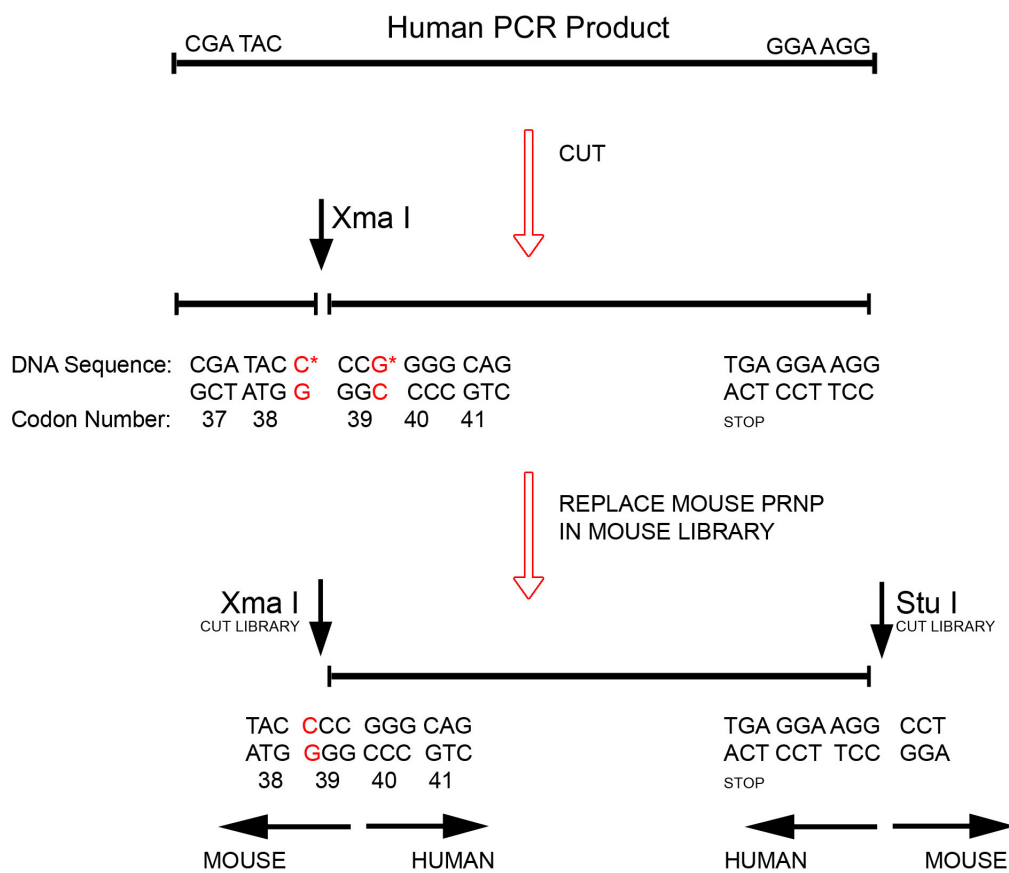 Human PCR Product
CGA TAC GGA AGG
CUT
Xma I
DNA Sequence: CGA TAC C* CCG* GGG CAG TGA GGA AGG
GCT ATG G GGC CCC GTC ACT CCT TCC
Codon Number: 37 38 39 40 41 STOP
REPLACE MOUSE PRNP
IN MOUSE LIBRARY
Xma I Stu I
CUT LIBRARY CUT LIBRARY
TAC CCC GGG CAG TGA GGA AGG CCT
ATG GGG CCC GTC ACT CCT TCC GGA
38 39 40 41 STOP
MOUSE HUMAN HUMAN MOUSE